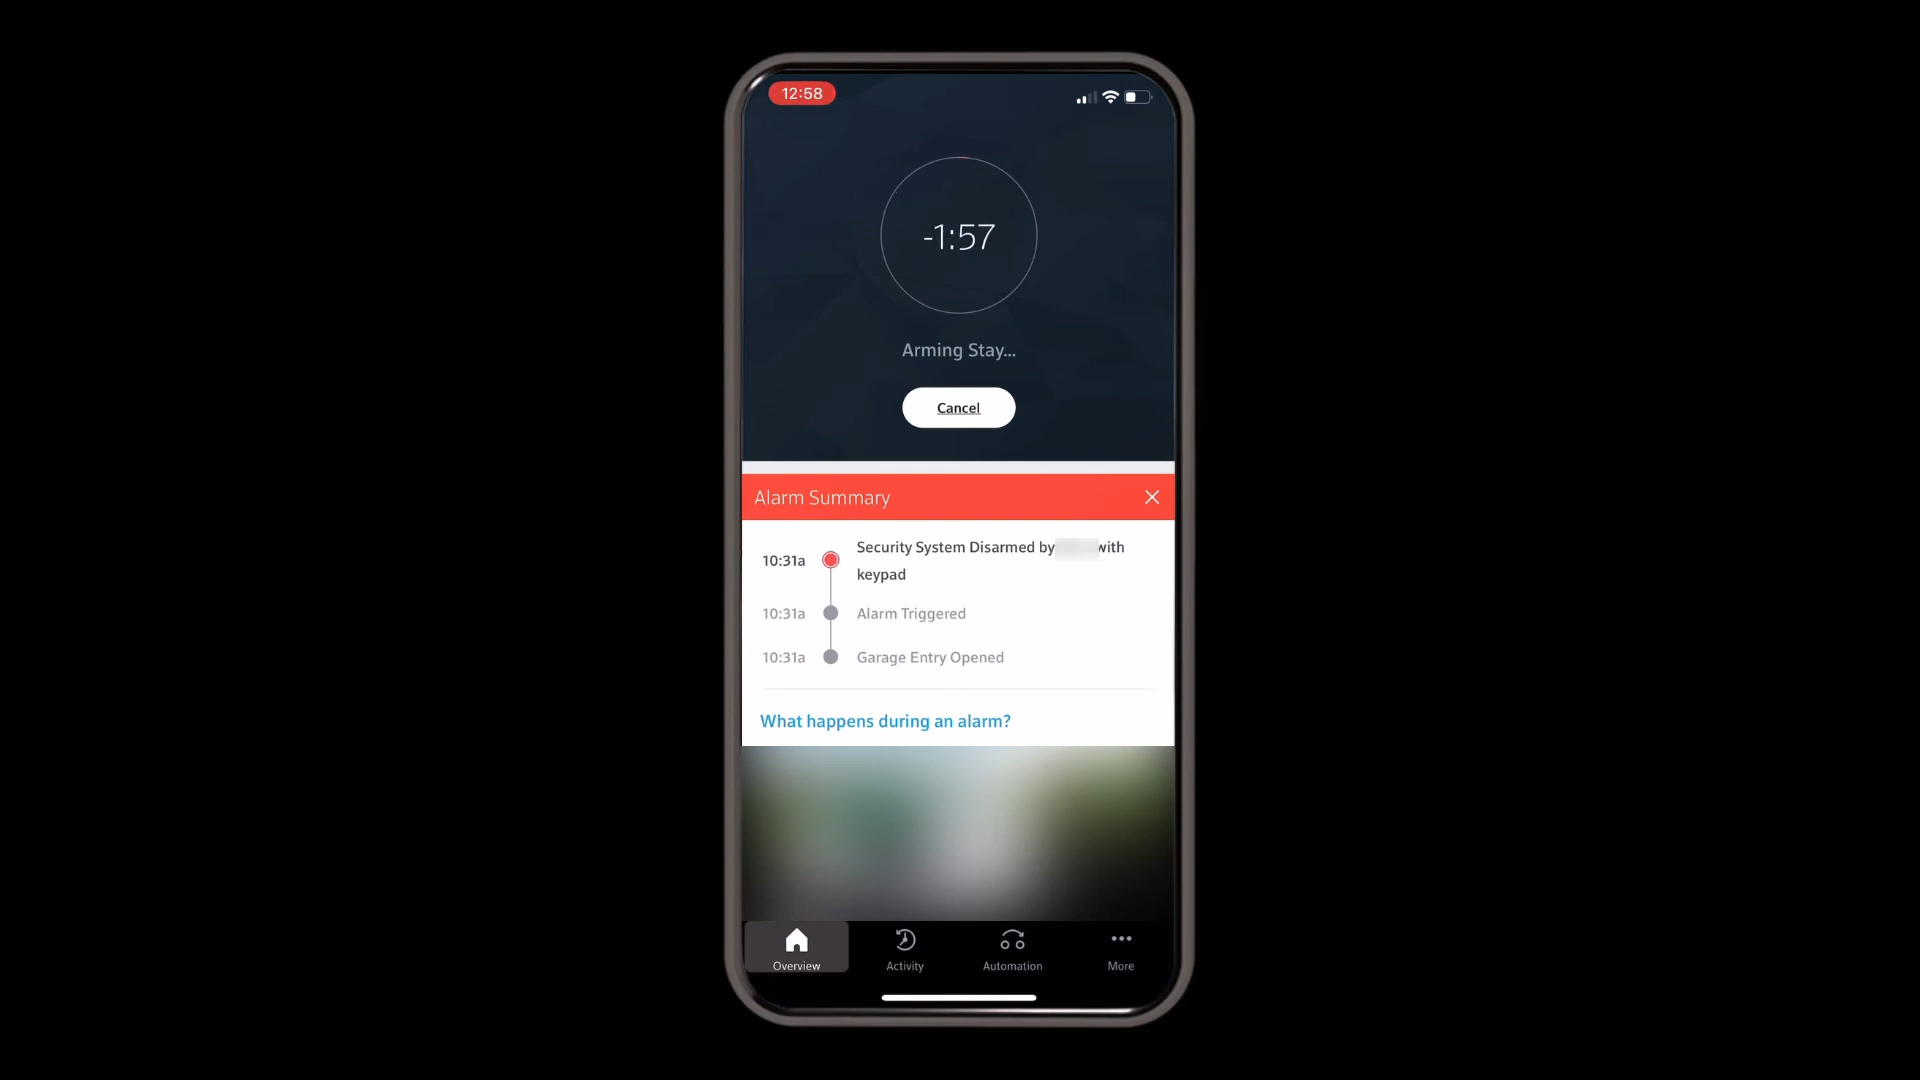 12:58
-1:57
Arming Stay...
Cancel
Alarm Summary
10:31a
Security System Disarmed by with
keypad
10:31a
Alarm Triggered
10:31a
Garage Entry Opened
What happens during an alarm?
Overview
Activity
Automation
More